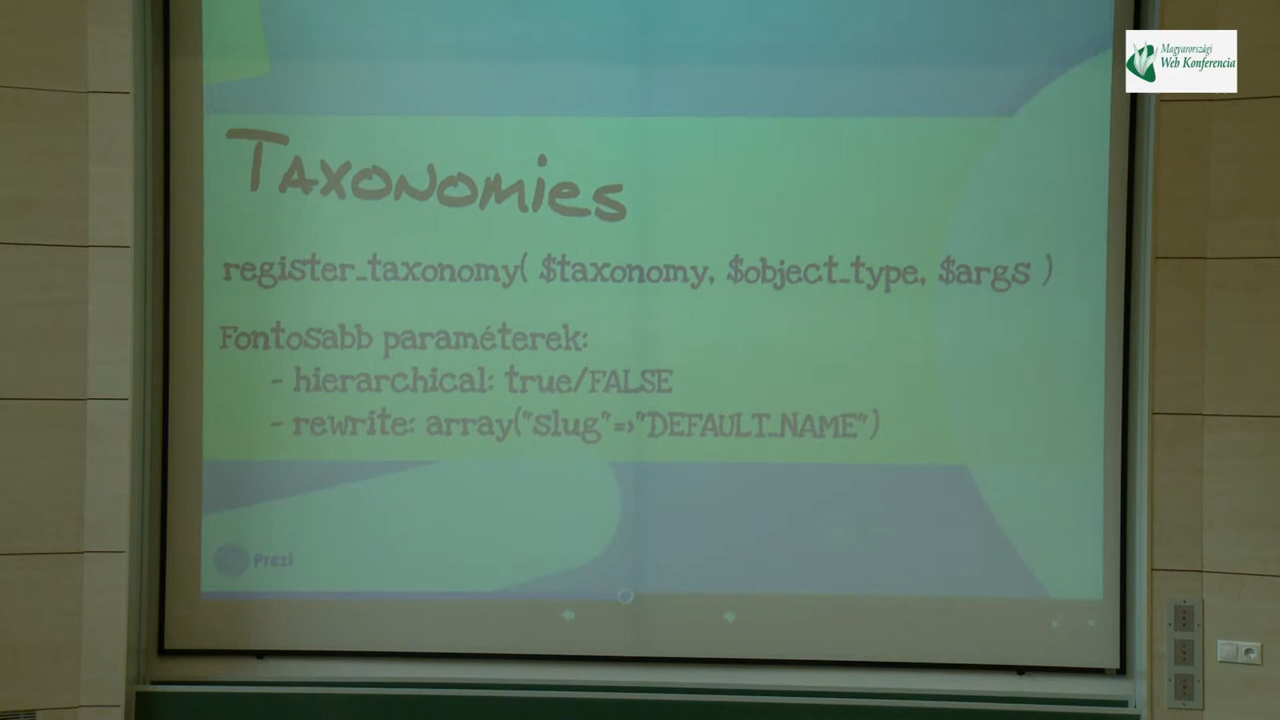 Magyarországi
Web Konferencia
Taxonomies
register_taxonomy( $taxonomy, $object_type, $args )
Fontosabb paraméterek:
- hierarchical: true/FALSE
- rewrite: array("slug"=>"DEFAULT_NAME")
Prezi